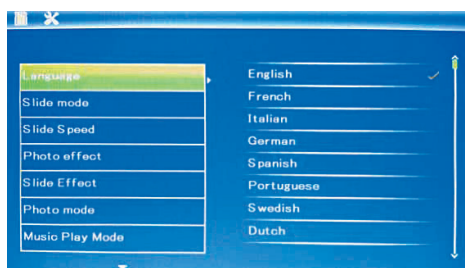 Language
Slide mode
Slide Speed
Photo effect
Slide Effect
Photo mode
Music Play Mode
English
French
Italian
German
Spanish
Portuguese
Swedish
Dutch